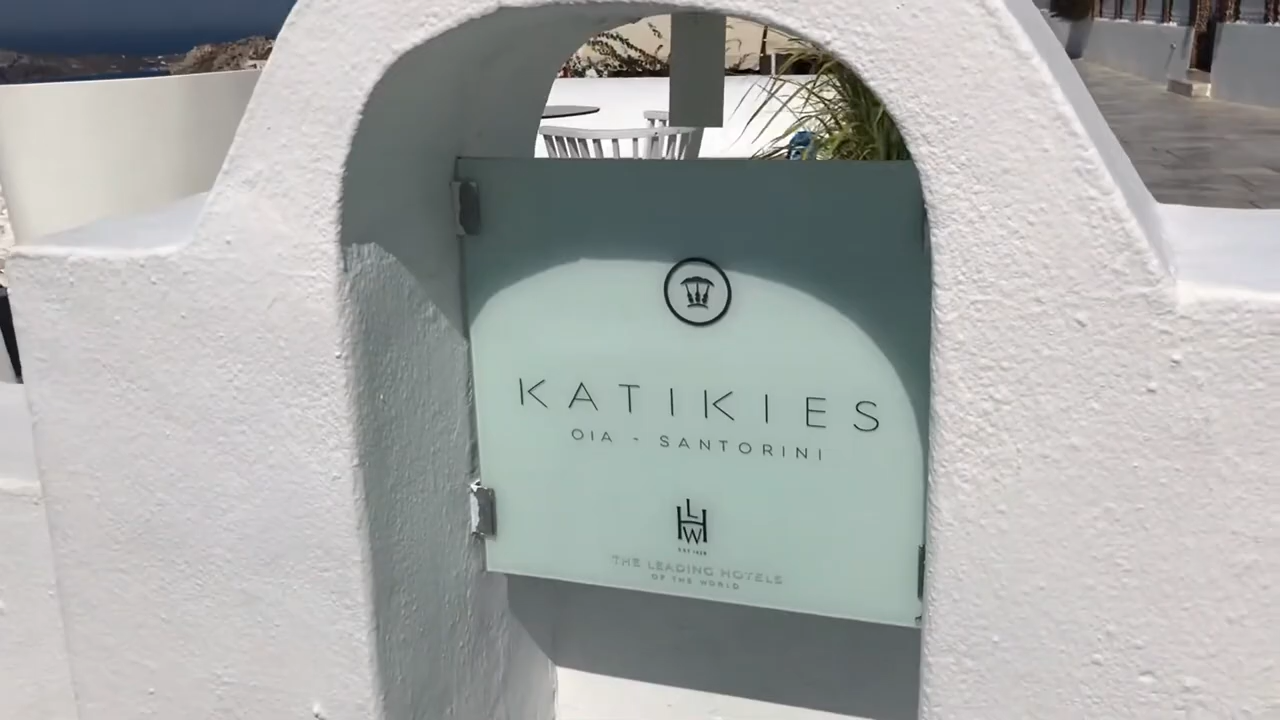 KATIKIES
OIA - SANTORINI
LHW
THE LEADING HOTELS
OF THE WORLD